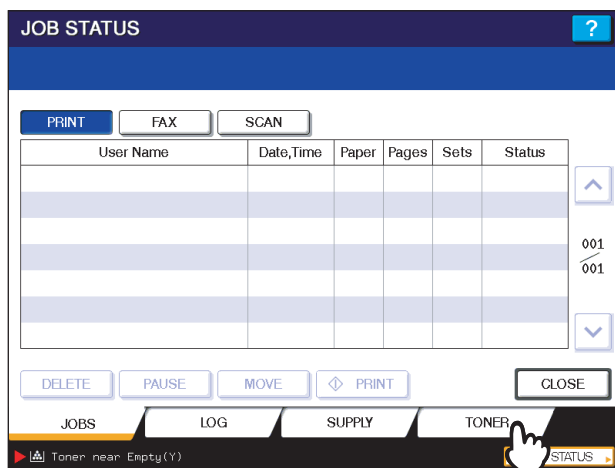 JOB STATUS ?
PRINT FAX SCAN
User Name Date,Time Paper Pages Sets Status
001
001
DELETE PAUSE MOVE PRINT CLOSE
JOBS LOG SUPPLY TONER
Toner near Empty(Y) STATUS